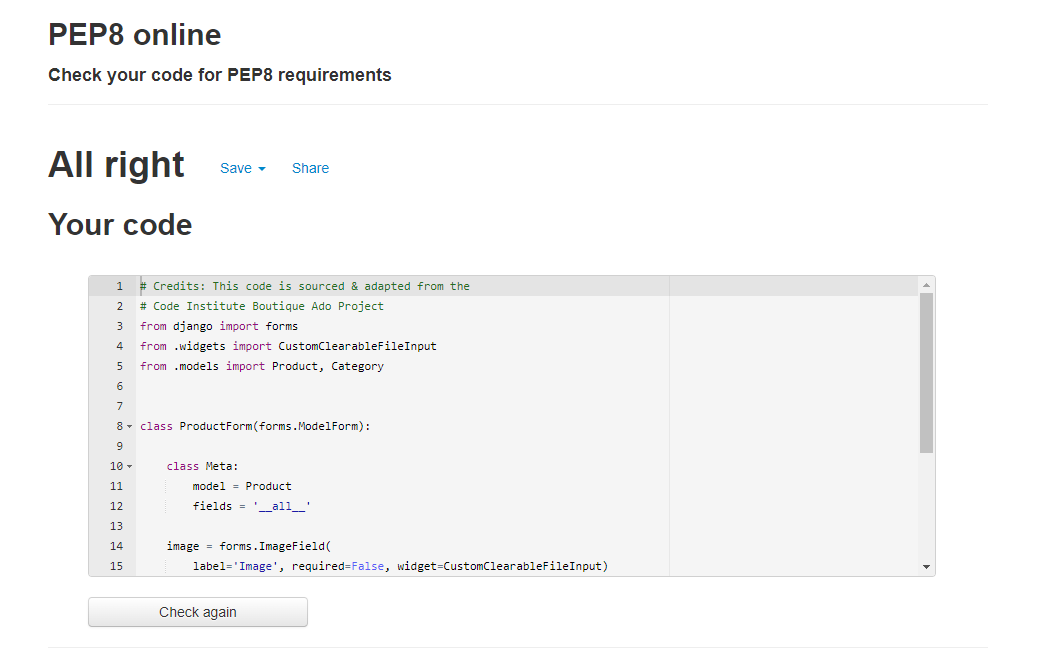 PEP8 online
Check your code for PEP8 requirements
All right Save Share
Your code
1 # Credits: This code is sourced & adapted from the
2 # Code Institute Boutique Ado Project
3 from django import forms
4 from .widgets import CustomClearableFileInput
5 from .models import Product, Category
6
7
8 class ProductForm(forms.ModelForm):
9
10     class Meta:
11         model = Product
12         fields = '__all__'
13
14     image = forms.ImageField(
15         label='Image', required=False, widget=CustomClearableFileInput)
Check again